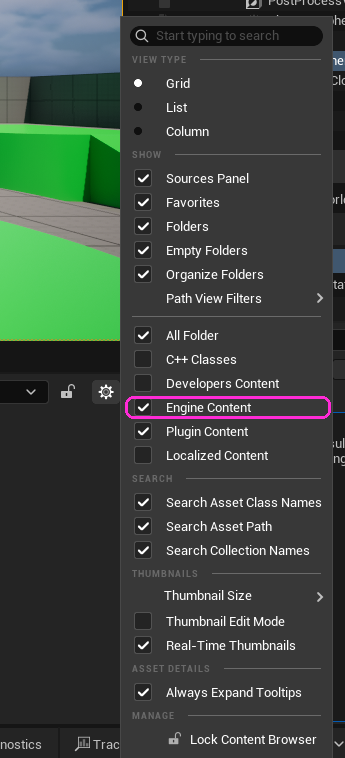 PostProcessV
Start typing to search
VIEW TYPE
Grid
List
Column
SHOW
Sources Panel
Favorites
Folders
Empty Folders
Organize Folders
Path View Filters
All Folder
C++ Classes
Developers Content
Engine Content
Plugin Content
Localized Content
SEARCH
Search Asset Class Names
Search Asset Path
Search Collection Names
THUMBNAILS
Thumbnail Size
Thumbnail Edit Mode
Real-Time Thumbnails
ASSET DETAILS
Always Expand Tooltips
MANAGE
Lock Content Browser
nostics
Trac